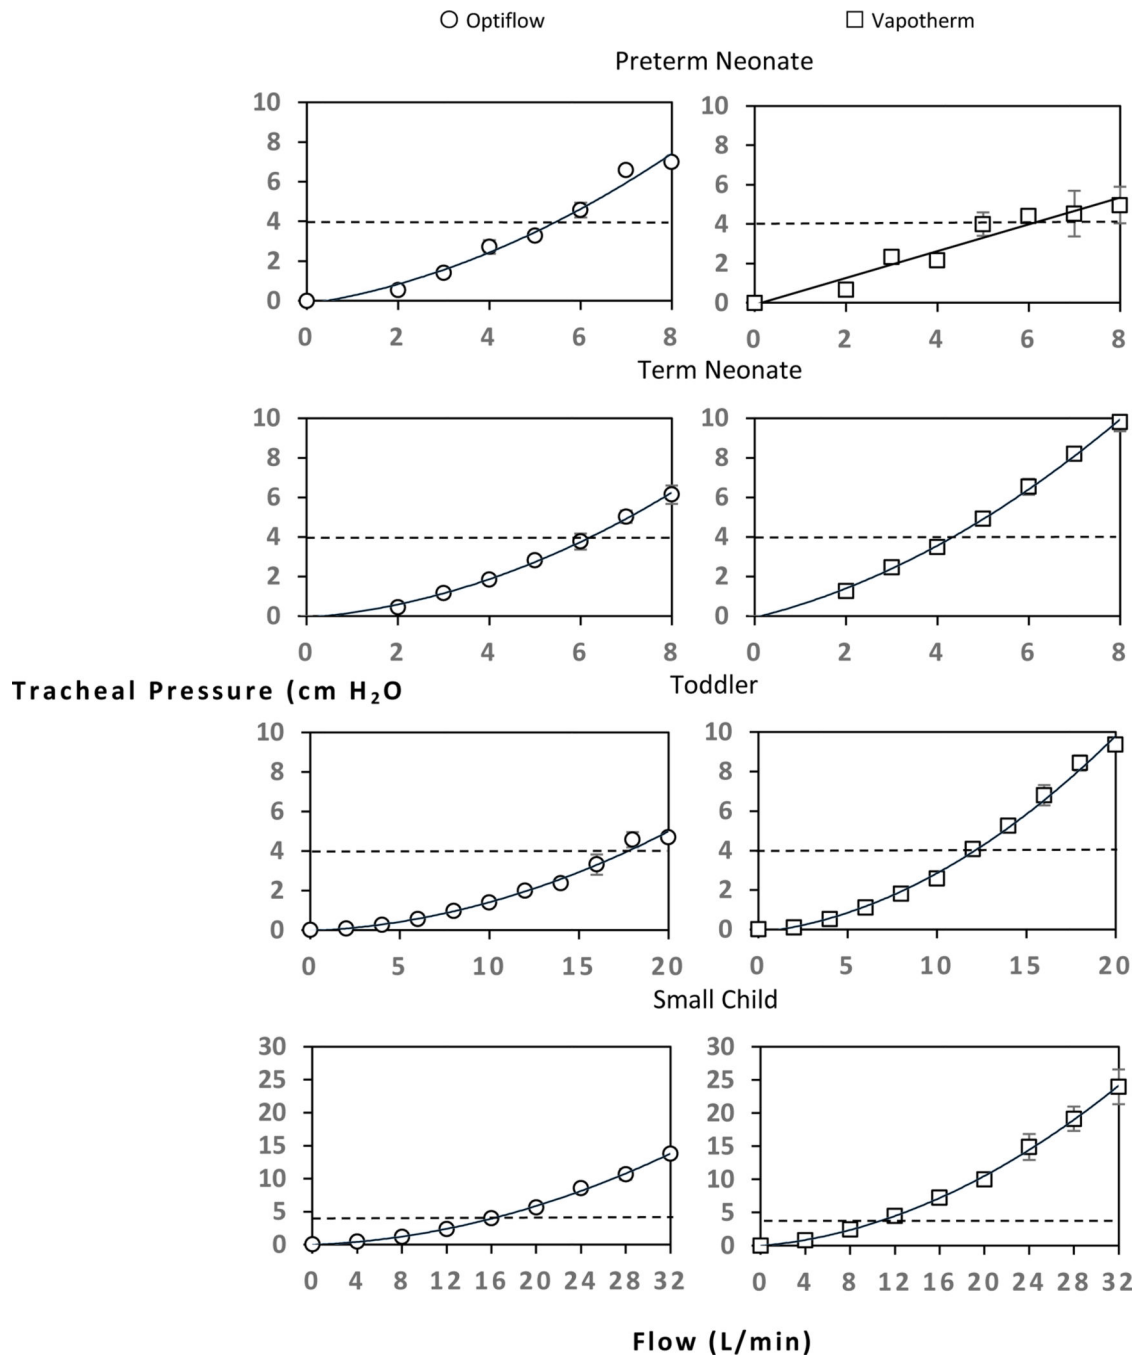 Optiflow Vapotherm
Preterm Neonate
10 10
8 8
6 6
4 4
2 2
0 0
0 2 4 6 8 0 2 4 6 8
Term Neonate
10 10
8 8
6 6
4 4
2 2
0 0
0 2 4 6 8 0 2 4 6 8
Tracheal Pressure (cm H₂O
Toddler
10 10
8 8
6 6
4 4
2 2
0 0
0 5 10 15 20 0 5 10 15 20
Small Child
30 30
25 25
20 20
15 15
10 10
5 5
0 0
0 4 8 12 16 20 24 28 32 0 4 8 12 16 20 24 28 32
Flow (L/min)